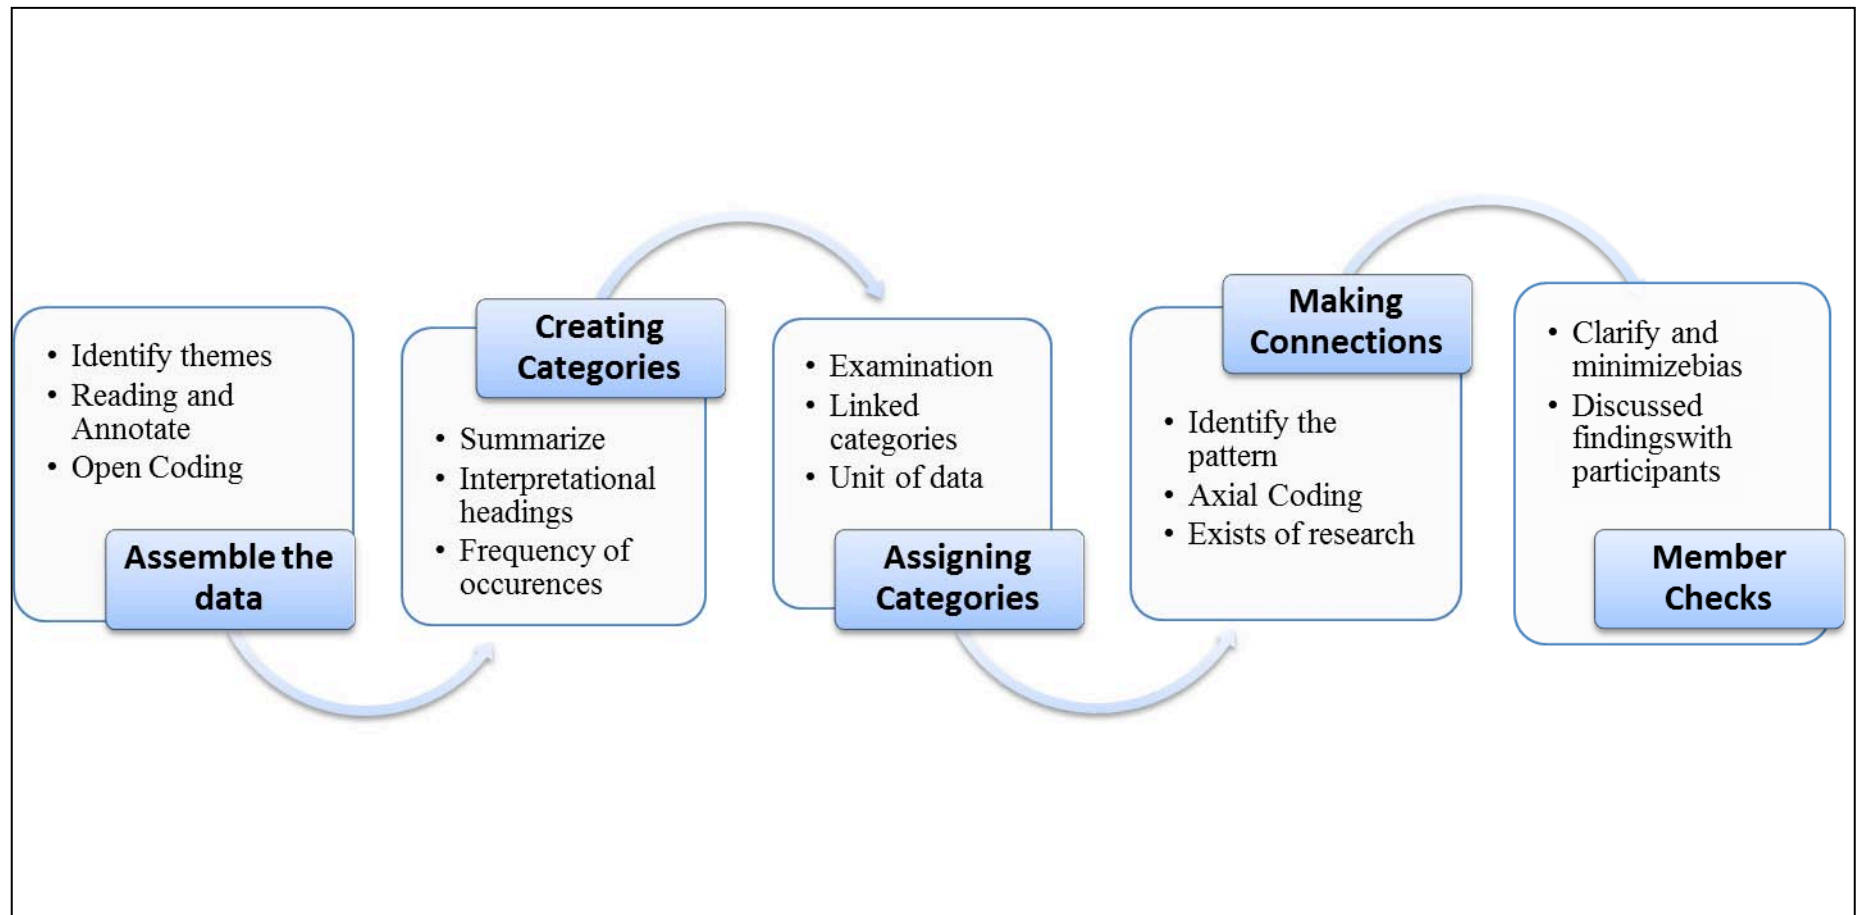 • Identify themes
• Reading and
Annotate
• Open Coding
Assemble the
data
Creating
Categories
• Summarize
• Interpretational
headings
• Frequency of
occurences
• Examination
• Linked
categories
• Unit of data
Assigning
Categories
Making
Connections
• Identify the
pattern
• Axial Coding
• Exists of research
• Clarify and
minimizebias
• Discussed
findingswith
participants
Member
Checks